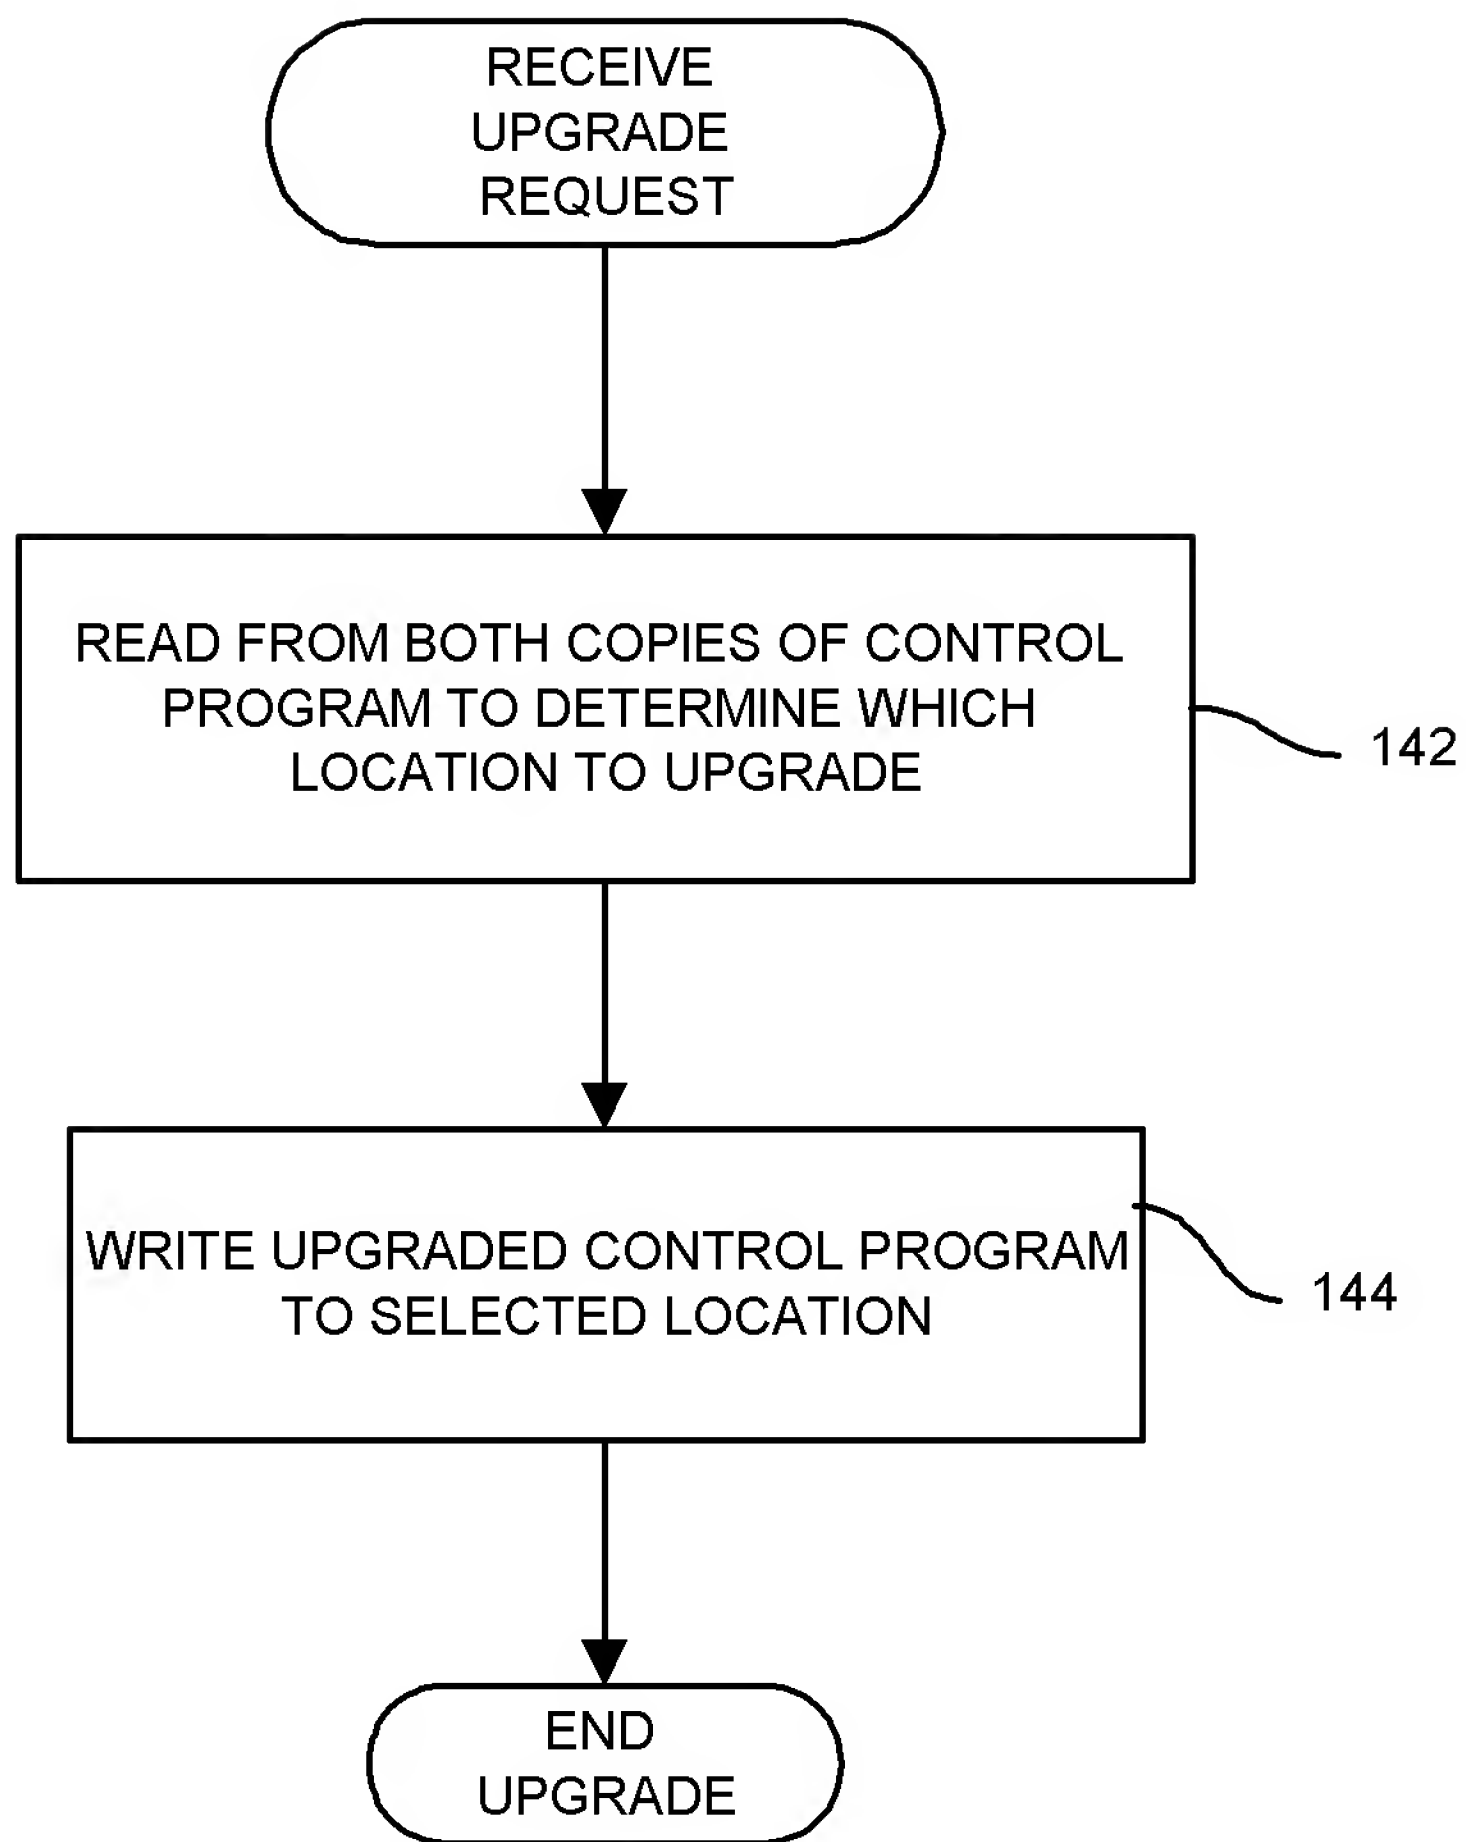 RECEIVE
UPGRADE
REQUEST
READ FROM BOTH COPIES OF CONTROL
PROGRAM TO DETERMINE WHICH
LOCATION TO UPGRADE
142
WRITE UPGRADED CONTROL PROGRAM
TO SELECTED LOCATION
144
END
UPGRADE